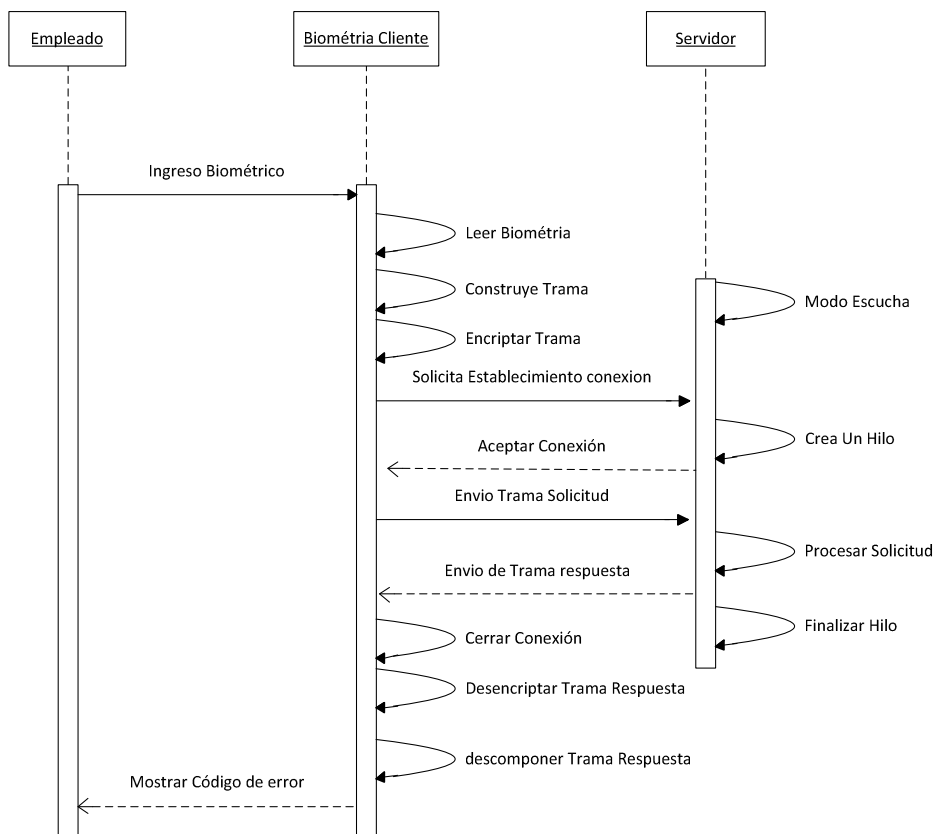 Empleado
Biométria Cliente
Servidor
Ingreso Biométrico
Leer Biométria
Construye Trama
Modo Escucha
Encriptar Trama
Solicita Establecimiento conexion
Crea Un Hilo
Aceptar Conexión
Envio Trama Solicitud
Procesar Solicitud
Envio de Trama respuesta
Finalizar Hilo
Cerrar Conexión
Desencriptar Trama Respuesta
descomponer Trama Respuesta
Mostrar Código de error